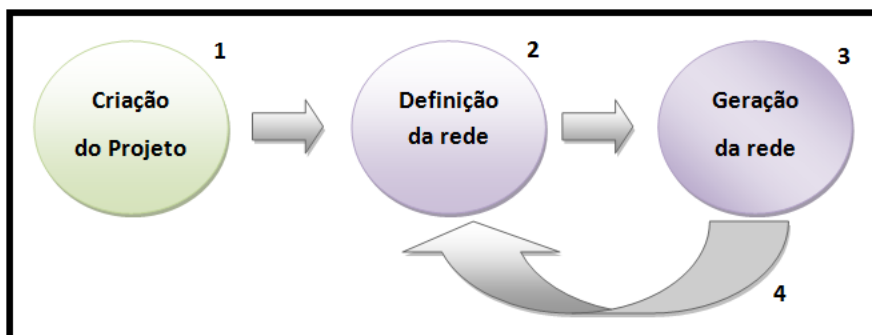 1
Criação
do Projeto
2
Definição
da rede
3
Geração
da rede
4